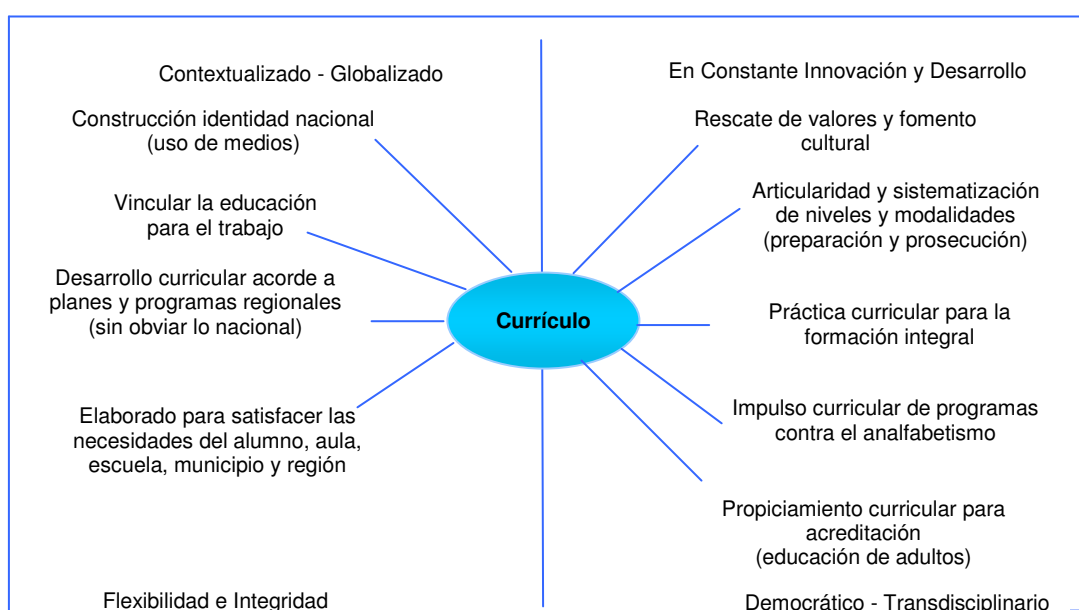 Contextualizado - Globalizado
Construcción identidad nacional
(uso de medios)
Vincular la educación
para el trabajo
Desarrollo curricular acorde a
planes y programas regionales
(sin obviar lo nacional)
Elaborado para satisfacer las
necesidades del alumno, aula,
escuela, municipio y región
Flexibilidad e Integridad
Currículo
En Constante Innovación y Desarrollo
Rescate de valores y fomento
cultural
Articularidad y sistematización
de niveles y modalidades
(preparación y prosecución)
Práctica curricular para la
formación integral
Impulso curricular de programas
contra el analfabetismo
Propiciamiento curricular para
acreditación
(educación de adultos)
Democrático - Transdisciplinario